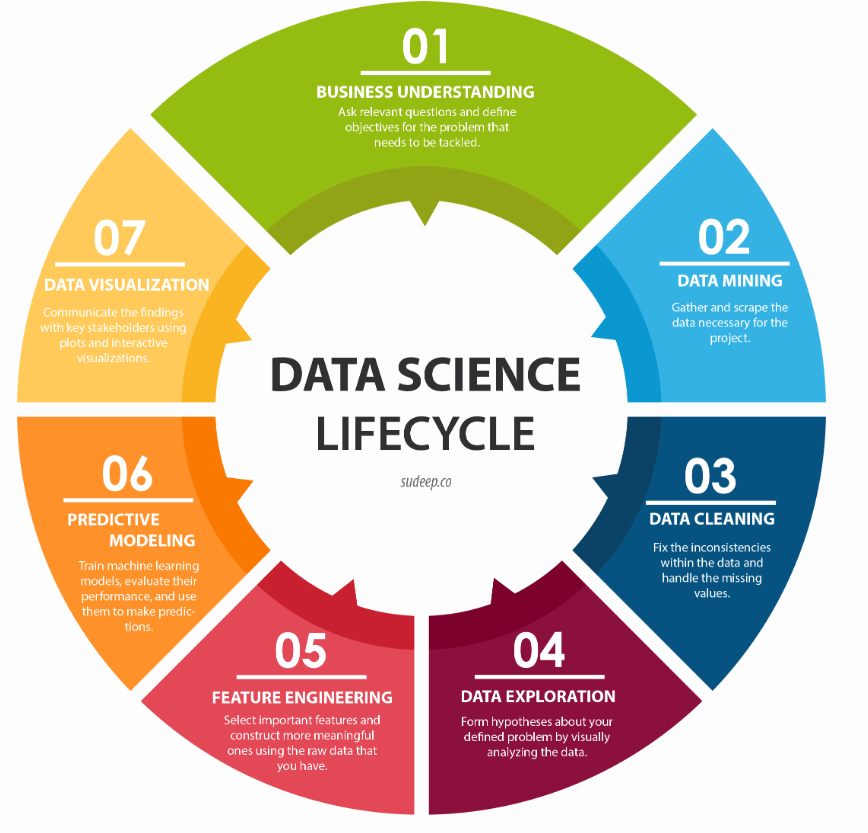 01
BUSINESS UNDERSTANDING
Ask relevant questions and define
objectives for the problem that
needs to be tackled.
02
DATA MINING
Gather and scrape the
data necessary for the
project.
03
DATA CLEANING
Fix the inconsistencies
within the data and
handle the missing
values.
04
DATA EXPLORATION
Form hypotheses about your
defined problem by visually
analyzing the data.
05
FEATURE ENGINEERING
Select important features and
construct more meaningful
ones using the raw data that
you have.
06
PREDICTIVE
MODELING
Train machine learning
models, evaluate their
performance, and use
them to make predic-
tions.
07
DATA VISUALIZATION
Communicate the findings
with key stakeholders using
plots and interactive
visualizations.
DATA SCIENCE
LIFECYCLE
sudeep.co